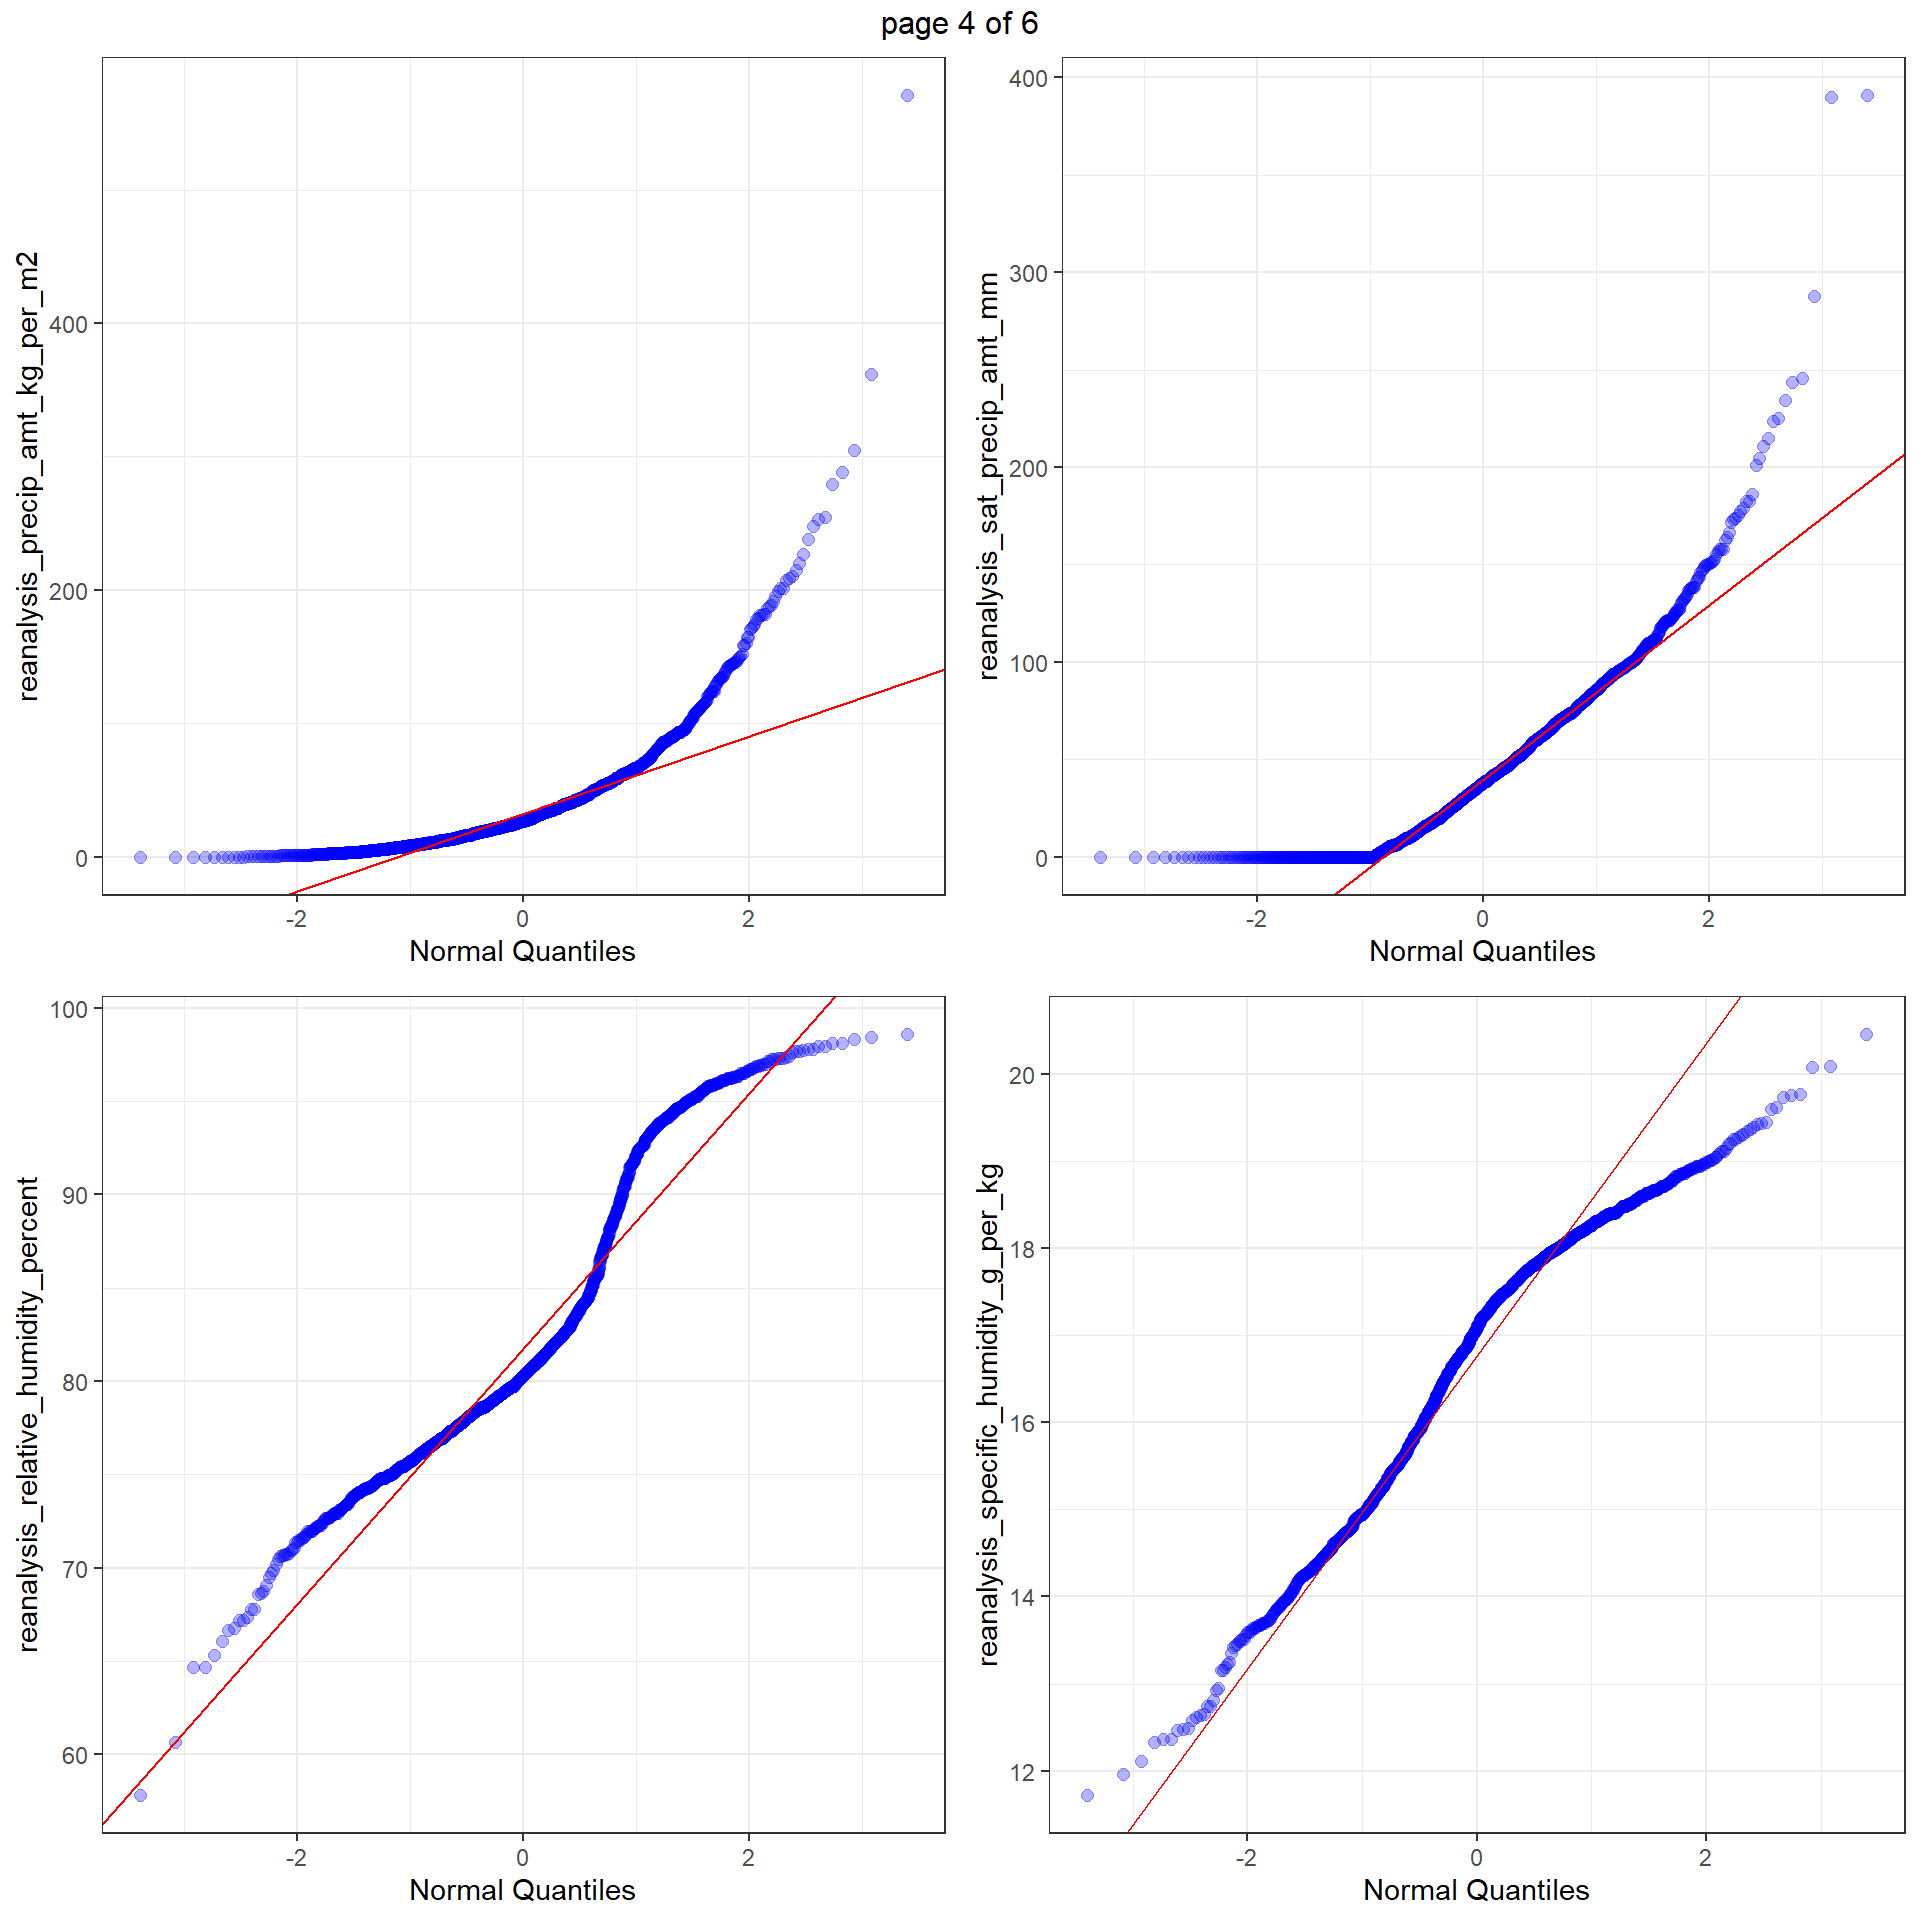 page 4 of 6
reanalysis_precip_amt_kg_per_m2
400
200
0
-2 0 2
Normal Quantiles
reanalysis_sat_precip_amt_mm
400
300
200
100
0
-2 0 2
Normal Quantiles
reanalysis_relative_humidity_percent
100
90
80
70
60
-2 0 2
Normal Quantiles
reanalysis_specific_humidity_g_per_kg
20
18
16
14
12
-2 0 2
Normal Quantiles